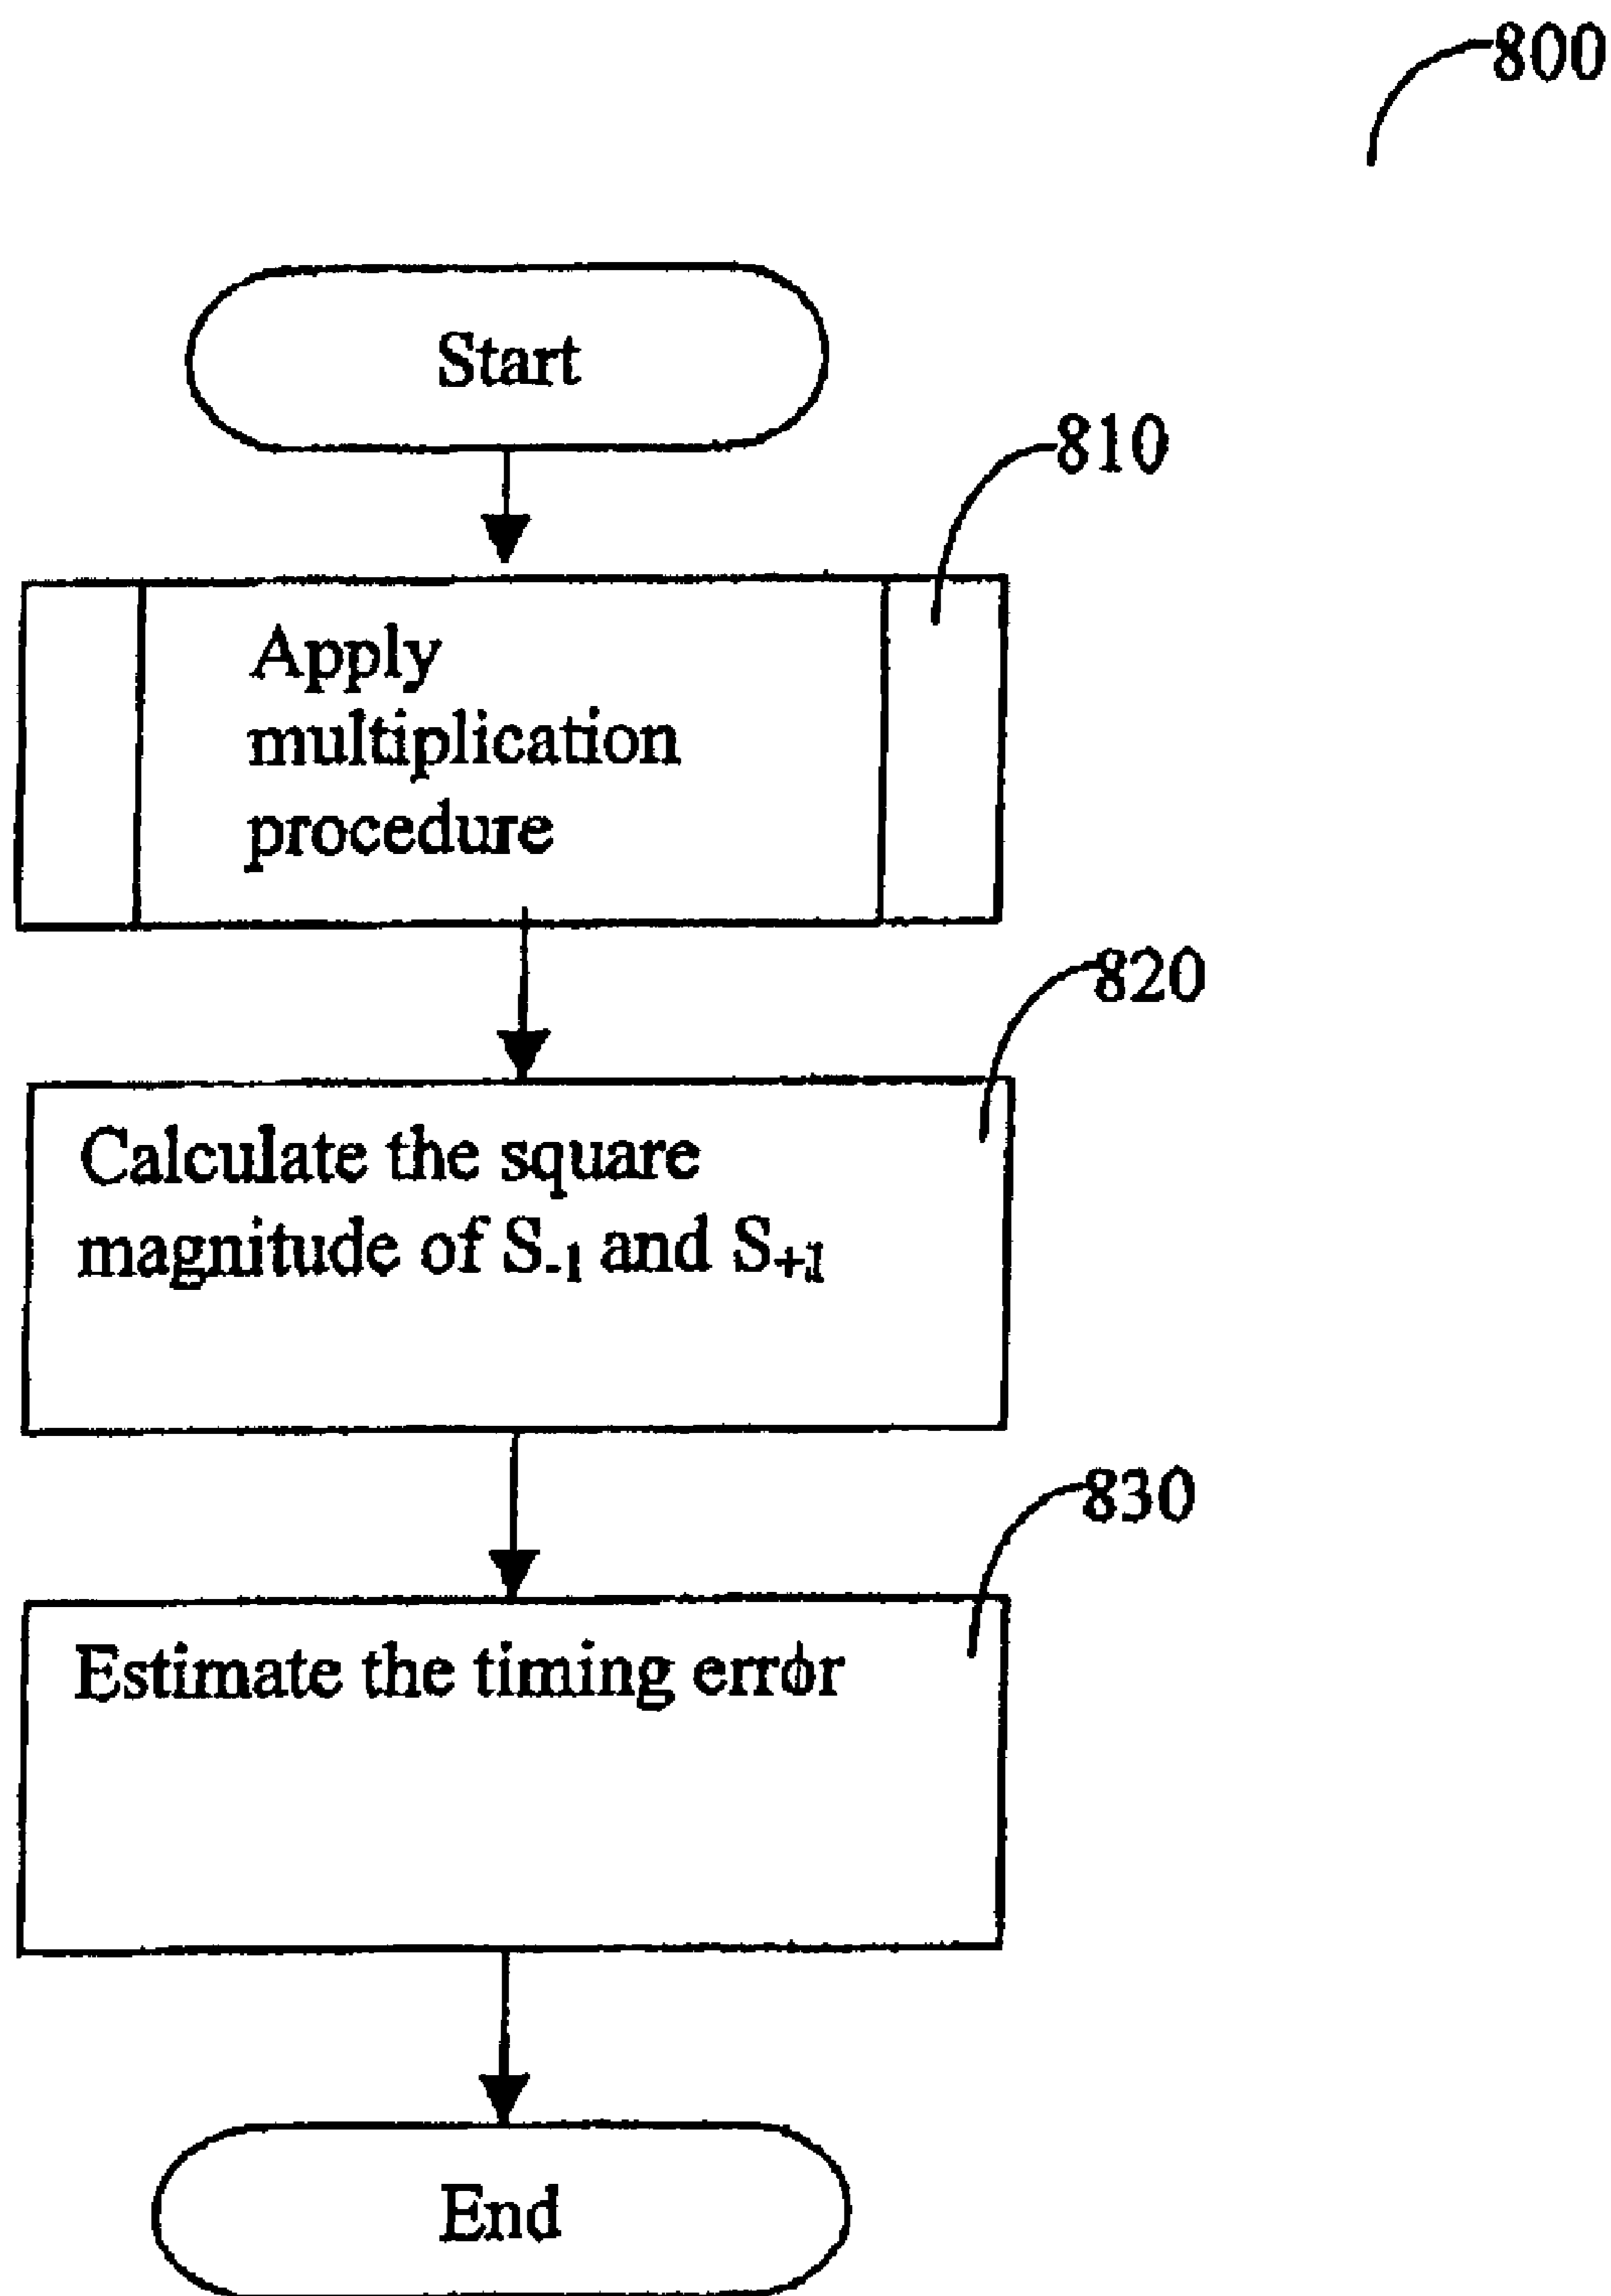 800
Start
810
Apply
multiplication
procedure
820
Calculate the square
magnitude of S-1 and S+1
830
Estimate the timing error
End